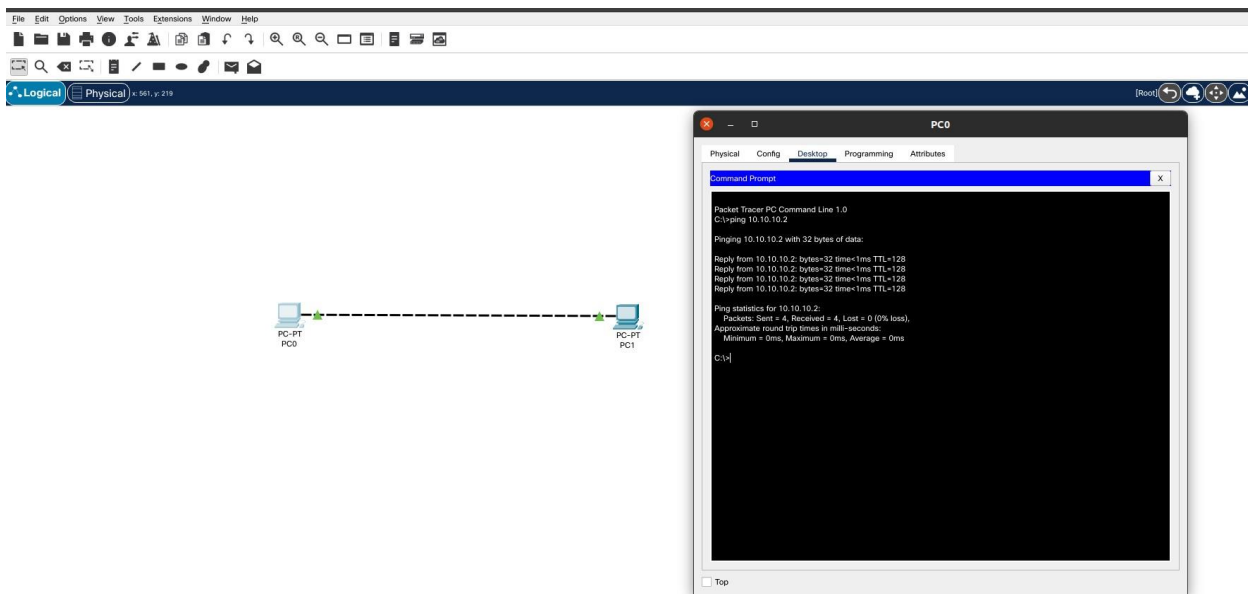 File Edit Options View Tools Extensions Window Help
Logical Physical x: 561, y: 219 [Root]
PC0
Physical Config Desktop Programming Attributes
Command Prompt X
Packet Tracer PC Command Line 1.0
C:\>ping 10.10.10.2
Pinging 10.10.10.2 with 32 bytes of data:
Reply from 10.10.10.2: bytes=32 time<1ms TTL=128
Reply from 10.10.10.2: bytes=32 time<1ms TTL=128
Reply from 10.10.10.2: bytes=32 time<1ms TTL=128
Reply from 10.10.10.2: bytes=32 time<1ms TTL=128
Ping statistics for 10.10.10.2:
Packets: Sent = 4, Received = 4, Lost = 0 (0% loss),
Approximate round trip times in milli-seconds:
Minimum = 0ms, Maximum = 0ms, Average = 0ms
C:\>
Top
PC-PT
PC0
PC-PT
PC1